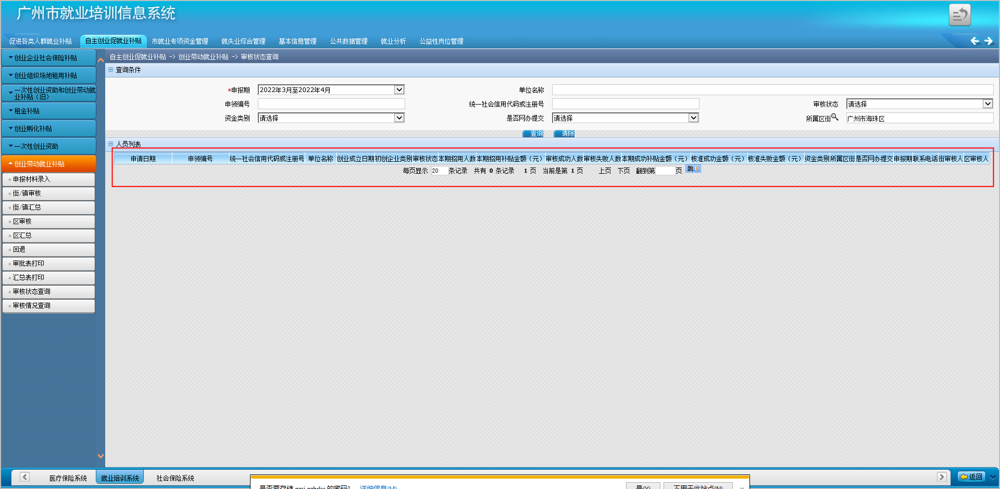 广州市就业培训信息系统
促进各类人群就业补贴 自主创业促就业补贴 市就业专项资金管理 就失业综合管理 基本信息管理 公共数据管理 就业分析 公益性岗位管理
自主创业促就业补贴 -> 创业带动就业补贴 -> 审核状态查询
创业企业社会保险补贴
创业组织场地租用补贴
一次性创业资助和创业带动就
业补贴（旧）
租金补贴
创业孵化补贴
一次性创业资助
创业带动就业补贴
申报材料录入
街/镇审核
街/镇汇总
区审核
区汇总
回退
审批表打印
汇总表打印
审核状态查询
审核情况查询
查询条件
*申报期 2022年3月至2022年4月 单位名称
申领编号 统一社会信用代码或注册号 审核状态 请选择
资金类别 请选择 是否网办提交 请选择 所属区街 广州市海珠区
查询 清除
人员列表
申请日期 申领编号 统一社会信用代码或注册号 单位名称 创业成立日期 初创企业类别 审核状态 本期招用人数 本期招用补贴金额（元） 审核成功人数 审核失败人数 本期成功补贴金额（元） 核准成功金额（元） 核准失败金额（元） 资金类别 所属区街 是否网办提交 申报期 联系电话 街审核人 区审核人
每页显示 20 条记录 共有 0 条记录 1 页 当前是第 1 页 上页 下页 翻到第 页 跳
医疗保险系统 就业培训系统 社会保险系统 返回
是否要存储 gzsi.gzhrlss 的密码? 详细信息(M) 是(Y) 不用于此站点(N)